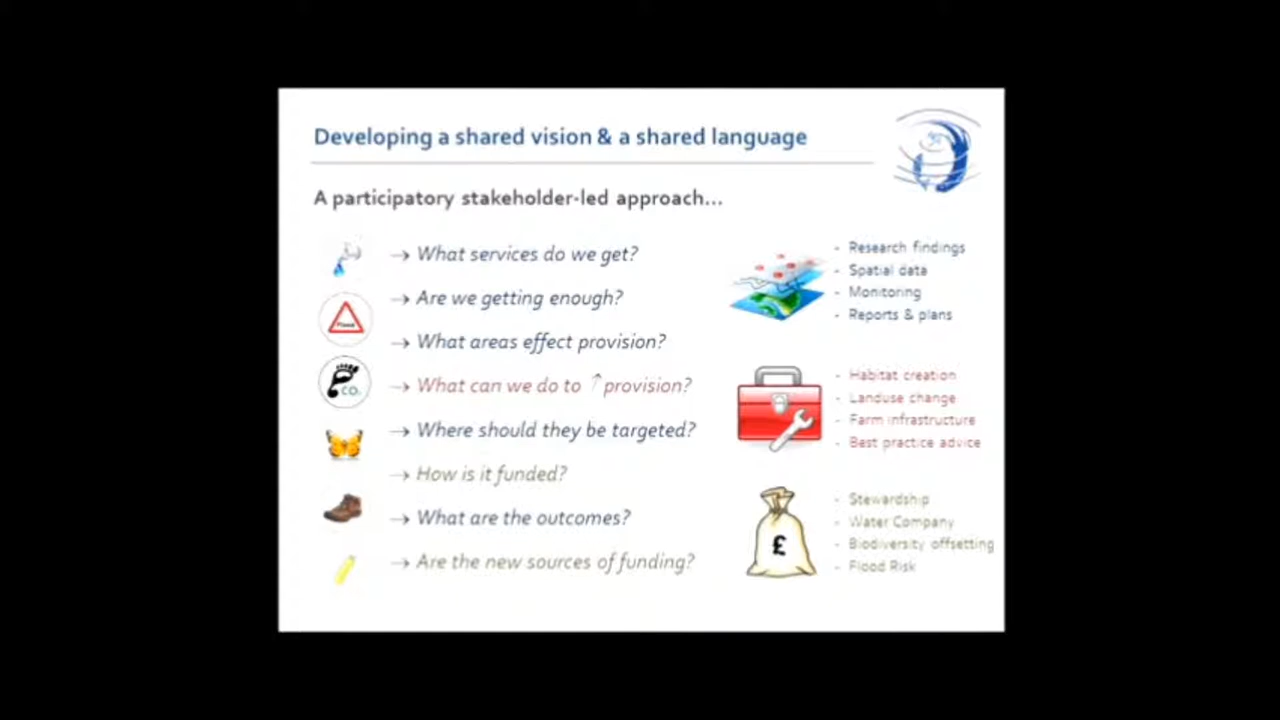 Developing a shared vision & a shared language
A participatory stakeholder-led approach...
→ What services do we get?
→ Are we getting enough?
→ What areas effect provision?
→ What can we do to ↑ provision?
→ Where should they be targeted?
→ How is it funded?
→ What are the outcomes?
→ Are the new sources of funding?
Flood
CO₂
- Research findings
- Spatial data
- Monitoring
- Reports & plans
- Habitat creation
- Landuse change
- Farm infrastructure
- Best practice advice
£
- Stewardship
- Water Company
- Biodiversity offsetting
- Flood Risk